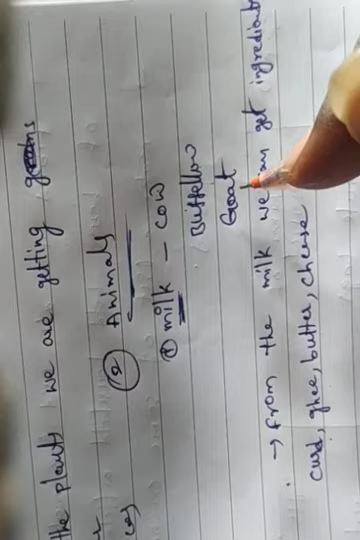 the plants we are getting
② Animals
① milk - cow
Buffellow
Goat
→ from the milk we can get ingredients
curd, ghee, butter, cheese